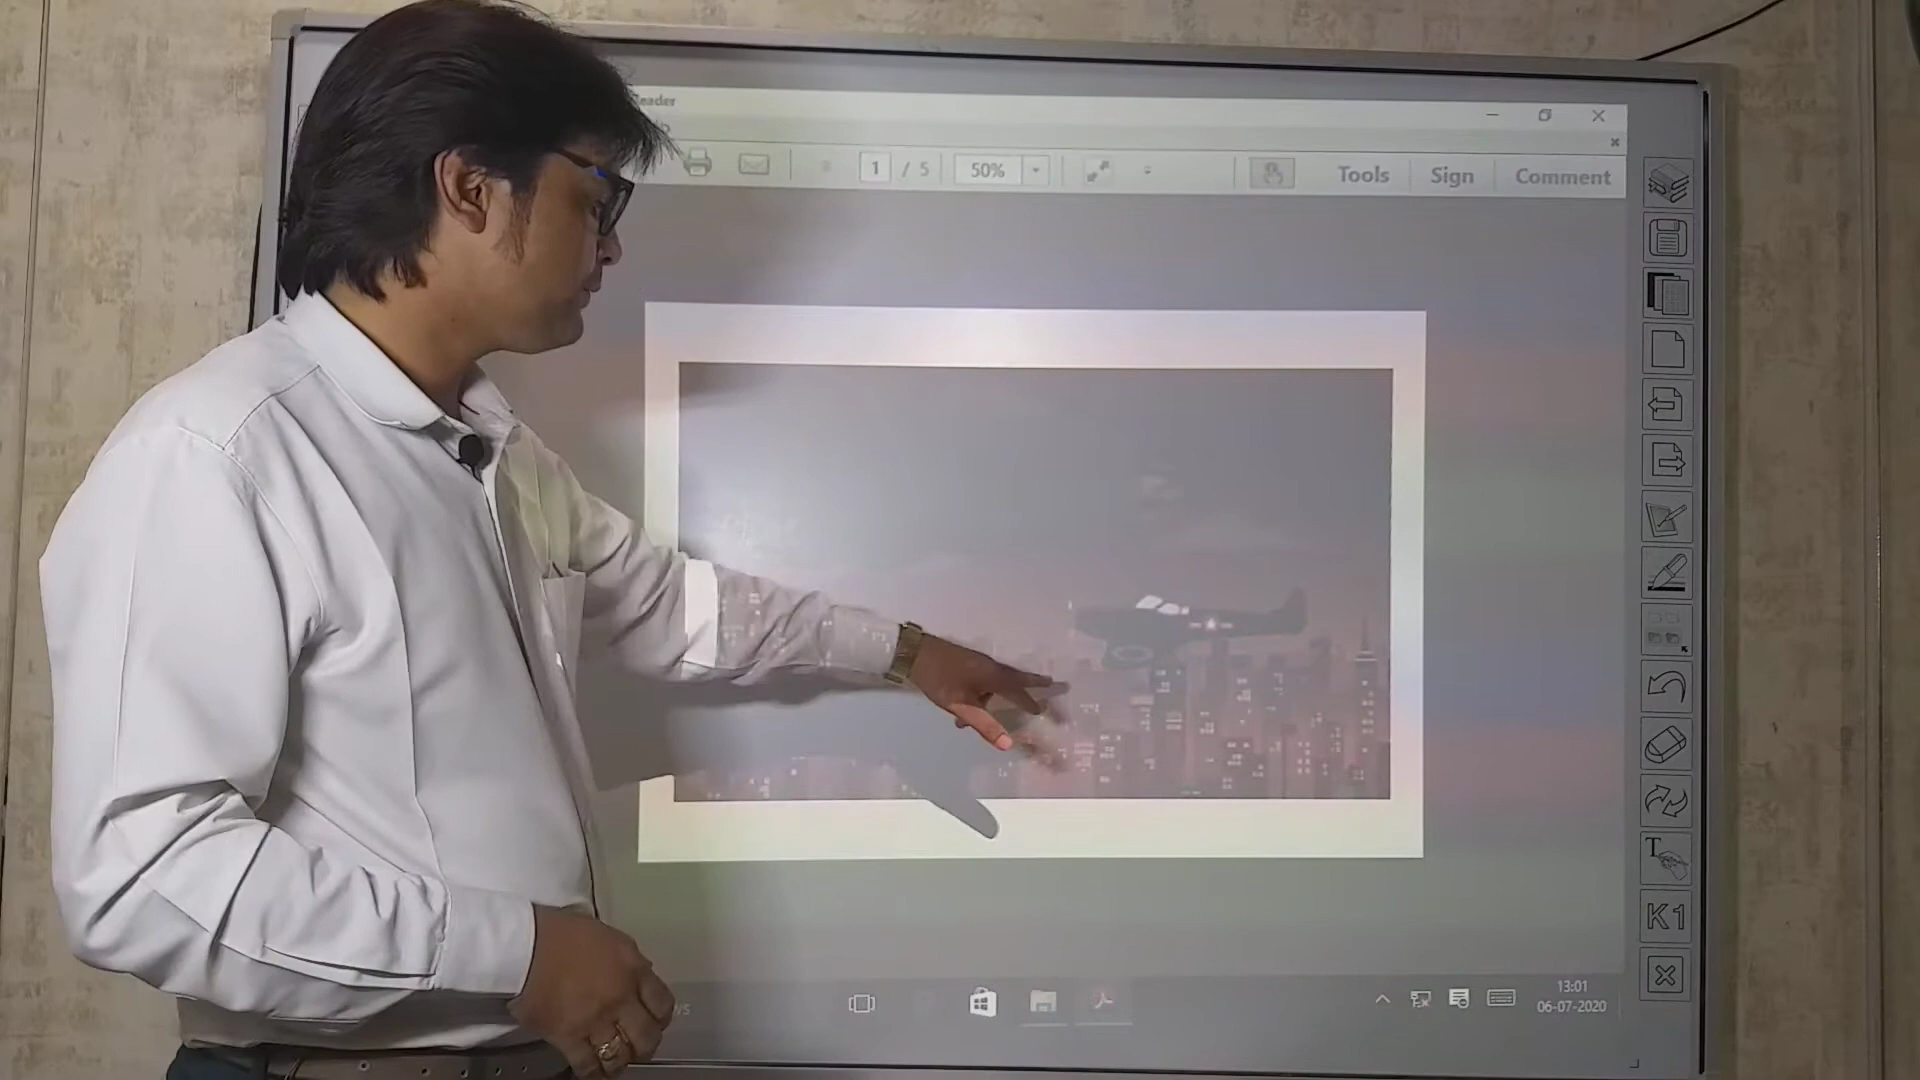 Reader
1 / 5
50%
Tools
Sign
Comment
T
K1
13:01
06-07-2020